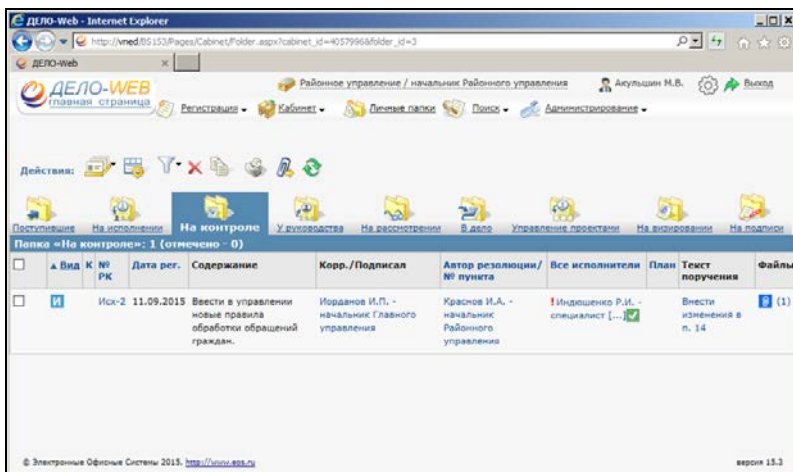 ДЕЛО-Web - Internet Explorer
http://vned/BS153/Pages/Cabinet/Folder.aspx?cabinet_id=4057996&folder_id=3
ДЕЛО-Web
ДЕЛО-WEB
главная страница
Районное управление / начальник Районного управления
Акульшин М.В.
Выход
Регистрация
Кабинет
Личные папки
Поиск
Администрирование
Действия:
Поступившие
На исполнении
На контроле
У руководства
На рассмотрении
В дело
Управление проектами
На визировании
На подписи
Папка «На контроле»: 1 (отмечено - 0)
Вид К № РК Дата рег. Содержание Корр./Подписал Автор резолюции/ № пункта Все исполнители План Текст поручения Файлы
И Исх-2 11.09.2015 Ввести в управлении Иорданов И.П. - Краснов И.А. - ! Индюшенко Р.И. - Внести (1)
новые правила начальник Главного начальник специалист [...] изменения в
обработки обращений управления Районного п. 14
граждан. управления
© Электронные Офисные Системы 2015. http://www.eos.ru
версия 15.2